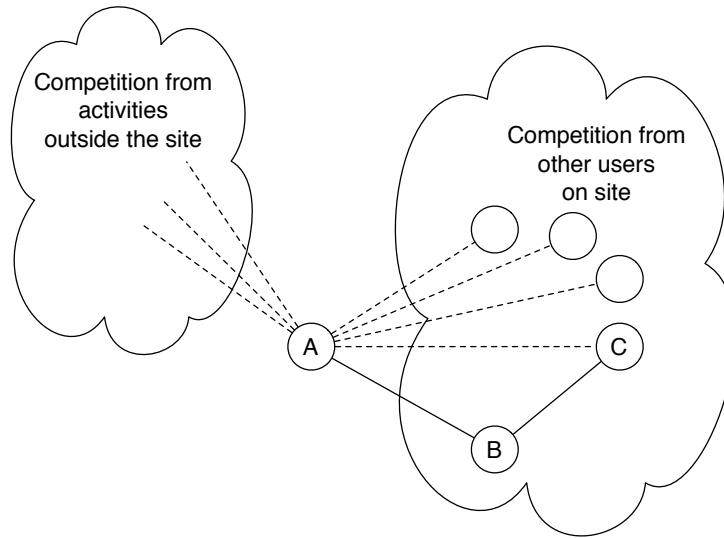 Competition from
activities
outside the site
Competition from
other users
on site
A
C
B